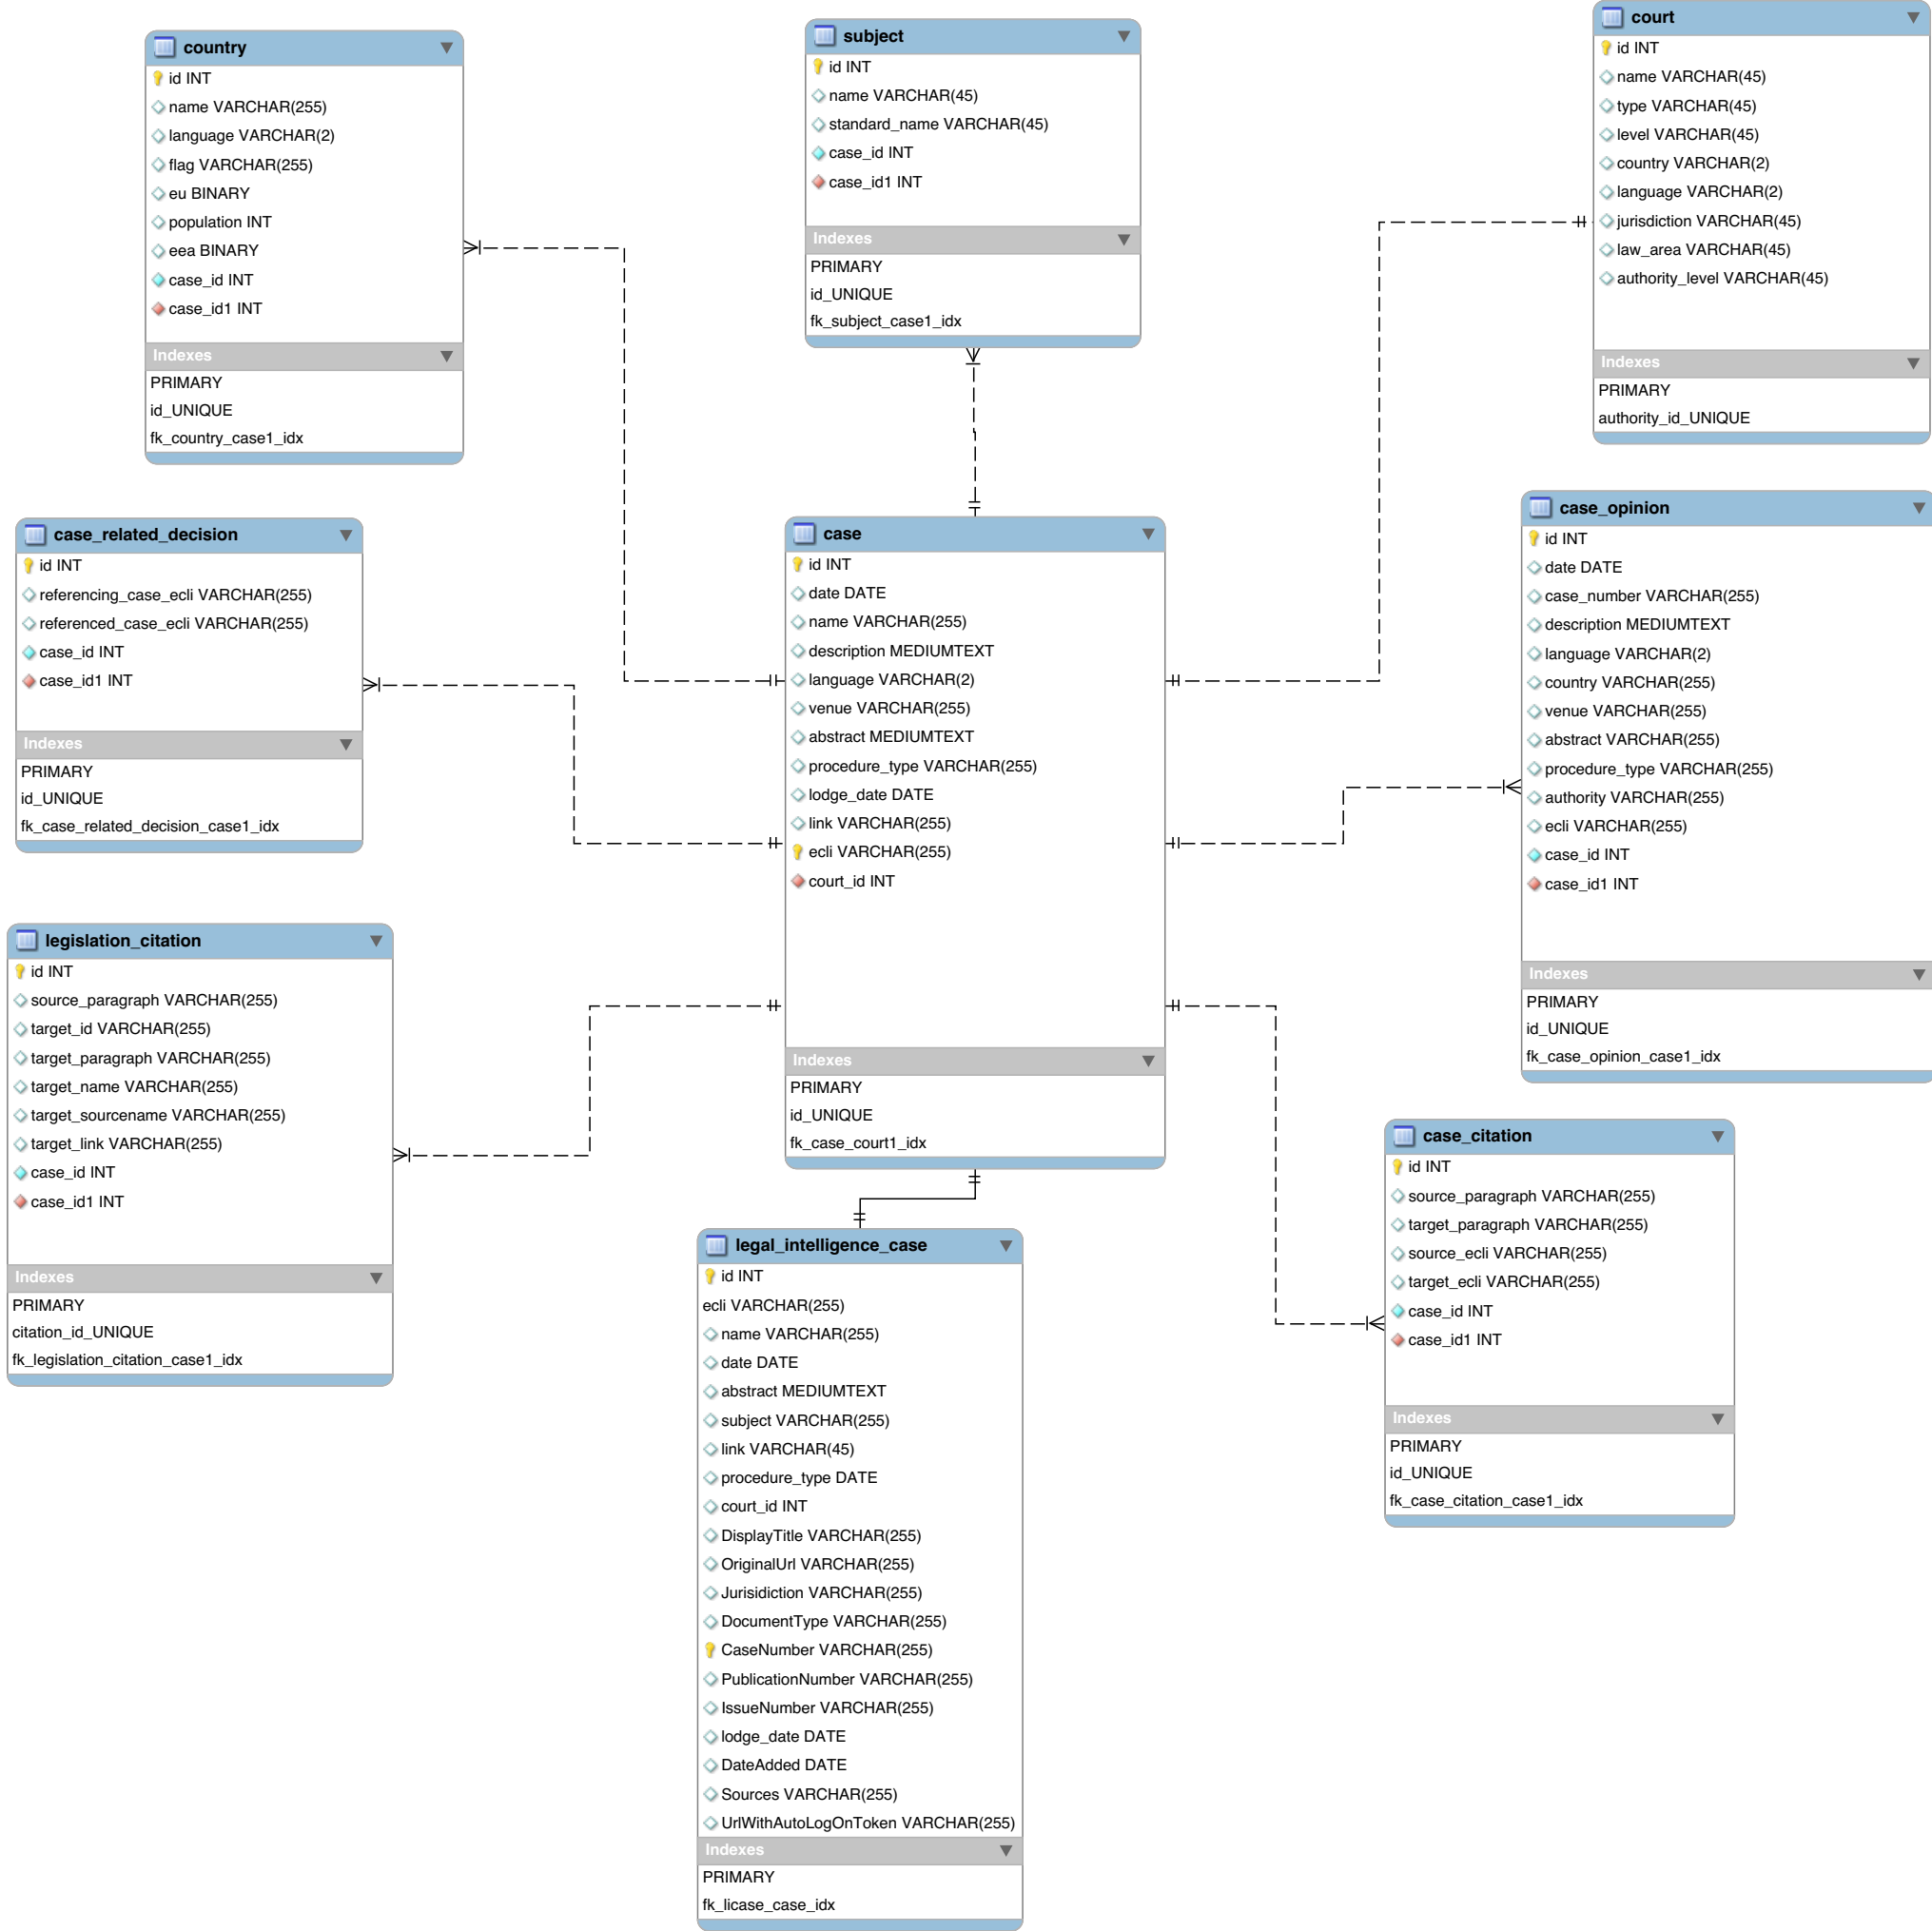 country
id INT
name VARCHAR(255)
language VARCHAR(2)
flag VARCHAR(255)
eu BINARY
population INT
eea BINARY
case_id INT
case_id1 INT
Indexes
PRIMARY
id_UNIQUE
fk_country_case1_idx
subject
id INT
name VARCHAR(45)
standard_name VARCHAR(45)
case_id INT
case_id1 INT
Indexes
PRIMARY
id_UNIQUE
fk_subject_case1_idx
court
id INT
name VARCHAR(45)
type VARCHAR(45)
level VARCHAR(45)
country VARCHAR(2)
language VARCHAR(2)
jurisdiction VARCHAR(45)
law_area VARCHAR(45)
authority_level VARCHAR(45)
Indexes
PRIMARY
authority_id_UNIQUE
case_related_decision
id INT
referencing_case_ecli VARCHAR(255)
referenced_case_ecli VARCHAR(255)
case_id INT
case_id1 INT
Indexes
PRIMARY
id_UNIQUE
fk_case_related_decision_case1_idx
case
id INT
date DATE
name VARCHAR(255)
description MEDIUMTEXT
language VARCHAR(2)
venue VARCHAR(255)
abstract MEDIUMTEXT
procedure_type VARCHAR(255)
lodge_date DATE
link VARCHAR(255)
ecli VARCHAR(255)
court_id INT
Indexes
PRIMARY
id_UNIQUE
fk_case_court1_idx
case_opinion
id INT
date DATE
case_number VARCHAR(255)
description MEDIUMTEXT
language VARCHAR(2)
country VARCHAR(255)
venue VARCHAR(255)
abstract VARCHAR(255)
procedure_type VARCHAR(255)
authority VARCHAR(255)
ecli VARCHAR(255)
case_id INT
case_id1 INT
Indexes
PRIMARY
id_UNIQUE
fk_case_opinion_case1_idx
legislation_citation
id INT
source_paragraph VARCHAR(255)
target_id VARCHAR(255)
target_paragraph VARCHAR(255)
target_name VARCHAR(255)
target_sourcename VARCHAR(255)
target_link VARCHAR(255)
case_id INT
case_id1 INT
Indexes
PRIMARY
citation_id_UNIQUE
fk_legislation_citation_case1_idx
case_citation
id INT
source_paragraph VARCHAR(255)
target_paragraph VARCHAR(255)
source_ecli VARCHAR(255)
target_ecli VARCHAR(255)
case_id INT
case_id1 INT
Indexes
PRIMARY
id_UNIQUE
fk_case_citation_case1_idx
legal_intelligence_case
id INT
ecli VARCHAR(255)
name VARCHAR(255)
date DATE
abstract MEDIUMTEXT
subject VARCHAR(255)
link VARCHAR(45)
procedure_type DATE
court_id INT
DisplayTitle VARCHAR(255)
OriginalUrl VARCHAR(255)
Jurisidiction VARCHAR(255)
DocumentType VARCHAR(255)
CaseNumber VARCHAR(255)
PublicationNumber VARCHAR(255)
IssueNumber VARCHAR(255)
lodge_date DATE
DateAdded DATE
Sources VARCHAR(255)
UrlWithAutoLogOnToken VARCHAR(255)
Indexes
PRIMARY
fk_licase_case_idx